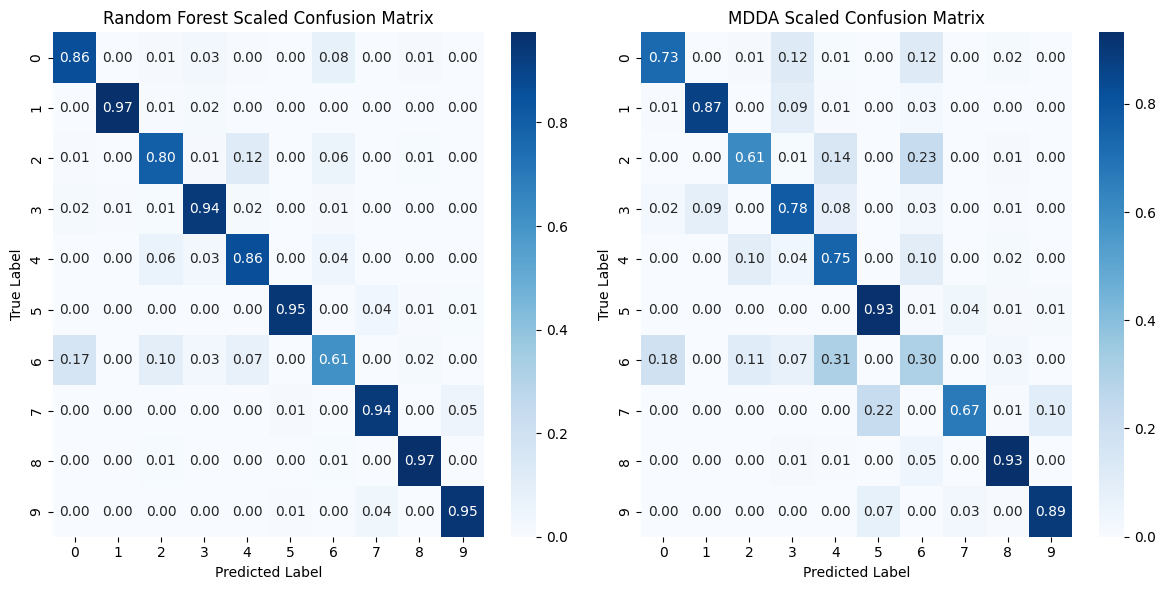 Random Forest Scaled Confusion Matrix
0 0.86 0.00 0.01 0.03 0.00 0.00 0.08 0.00 0.01 0.00
1 0.00 0.97 0.01 0.02 0.00 0.00 0.00 0.00 0.00 0.00
2 0.01 0.00 0.80 0.01 0.12 0.00 0.06 0.00 0.01 0.00
3 0.02 0.01 0.01 0.94 0.02 0.00 0.01 0.00 0.00 0.00
4 0.00 0.00 0.06 0.03 0.86 0.00 0.04 0.00 0.00 0.00
5 0.00 0.00 0.00 0.00 0.00 0.95 0.00 0.04 0.01 0.01
6 0.17 0.00 0.10 0.03 0.07 0.00 0.61 0.00 0.02 0.00
7 0.00 0.00 0.00 0.00 0.00 0.01 0.00 0.94 0.00 0.05
8 0.00 0.00 0.01 0.00 0.00 0.00 0.01 0.00 0.97 0.00
9 0.00 0.00 0.00 0.00 0.00 0.01 0.00 0.04 0.00 0.95
0 1 2 3 4 5 6 7 8 9
True Label
Predicted Label
0.8
0.6
0.4
0.2
0.0
MDDA Scaled Confusion Matrix
0 0.73 0.00 0.01 0.12 0.01 0.00 0.12 0.00 0.02 0.00
1 0.01 0.87 0.00 0.09 0.01 0.00 0.03 0.00 0.00 0.00
2 0.00 0.00 0.61 0.01 0.14 0.00 0.23 0.00 0.01 0.00
3 0.02 0.09 0.00 0.78 0.08 0.00 0.03 0.00 0.01 0.00
4 0.00 0.00 0.10 0.04 0.75 0.00 0.10 0.00 0.02 0.00
5 0.00 0.00 0.00 0.00 0.00 0.93 0.01 0.04 0.01 0.01
6 0.18 0.00 0.11 0.07 0.31 0.00 0.30 0.00 0.03 0.00
7 0.00 0.00 0.00 0.00 0.00 0.22 0.00 0.67 0.01 0.10
8 0.00 0.00 0.00 0.01 0.01 0.00 0.05 0.00 0.93 0.00
9 0.00 0.00 0.00 0.00 0.00 0.07 0.00 0.03 0.00 0.89
0 1 2 3 4 5 6 7 8 9
True Label
Predicted Label
0.8
0.6
0.4
0.2
0.0